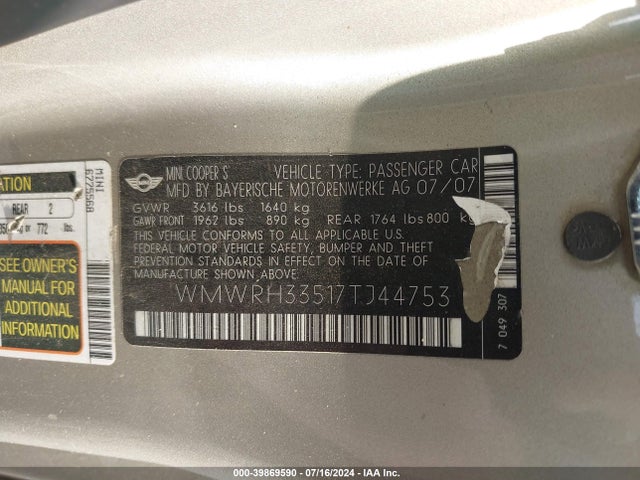 MINI
6725568
ATION
REAR 2
or 772 lbs.
SEE OWNER'S
MANUAL FOR
ADDITIONAL
INFORMATION
MINI COOPER S VEHICLE TYPE: PASSENGER CAR
MFD BY BAYERISCHE MOTORENWERKE AG 07/07
GVWR 3616 lbs 1640 kg
GAWR FRONT 1962 lbs 890 kg REAR 1764 lbs 800 kg
THIS VEHICLE CONFORMS TO ALL APPLICABLE U.S.
FEDERAL MOTOR VEHICLE SAFETY, BUMPER AND THEFT
PREVENTION STANDARDS IN EFFECT ON THE DATE
OF MANUFACTURE SHOWN ABOVE.
WMWRH33517TJ44753
7 049 307
000-39869590 - 07/16/2024 - IAA Inc.